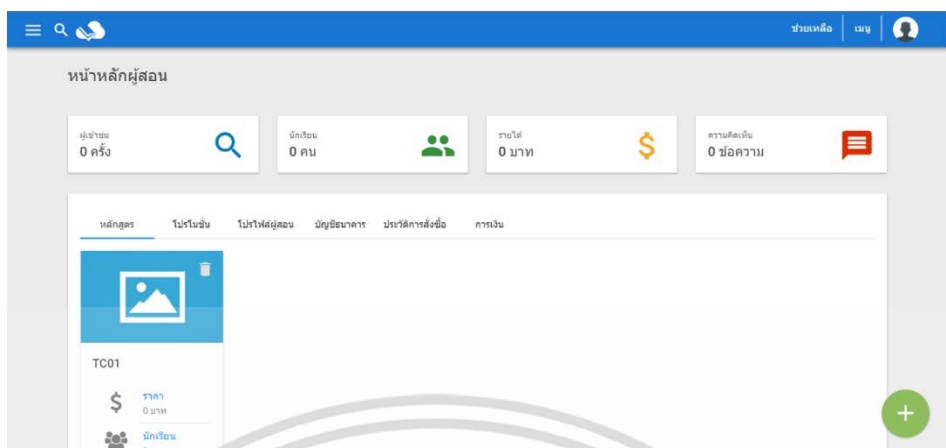 ช่วยเหลือ
เมนู
หน้าหลักผู้สอน
ผู้เข้าชม
0 ครั้ง
นักเรียน
0 คน
รายได้
0 บาท
ความคิดเห็น
0 ข้อความ
หลักสูตร โปรโมชั่น โปรไฟล์ผู้สอน บัญชีธนาคาร ประวัติการสั่งซื้อ การเงิน
TC01
ราคา
0 บาท
นักเรียน